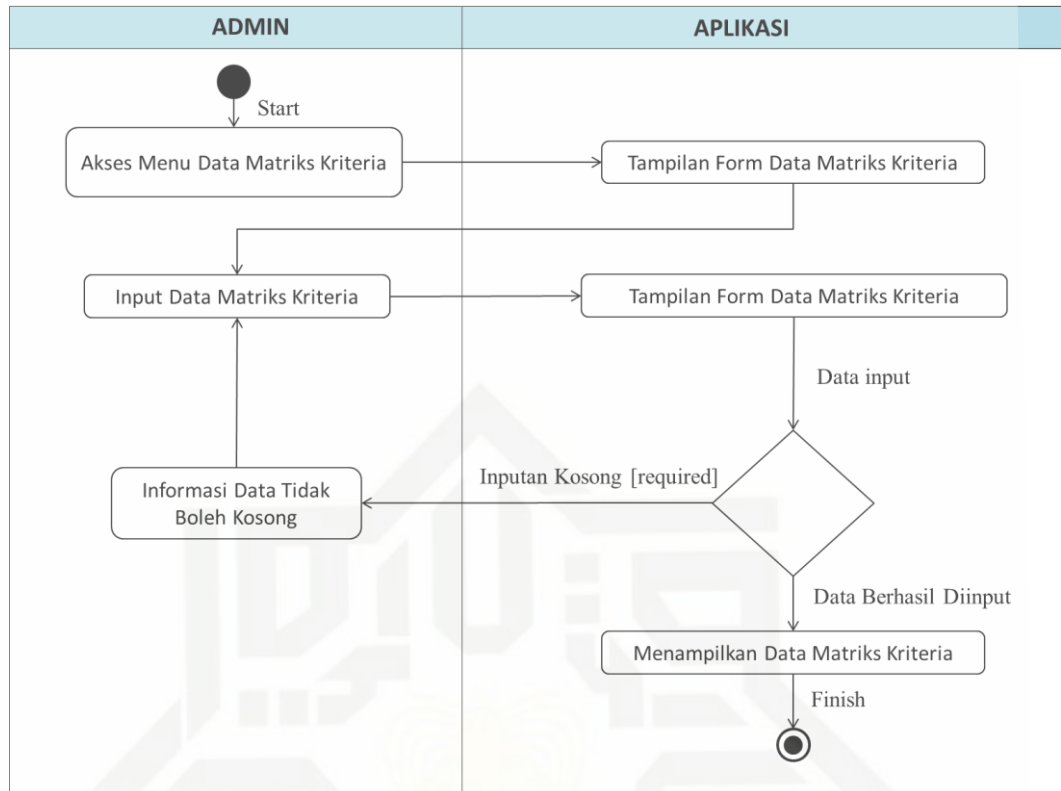 ADMIN
APLIKASI
Start
Akses Menu Data Matriks Kriteria
Tampilan Form Data Matriks Kriteria
Input Data Matriks Kriteria
Tampilan Form Data Matriks Kriteria
Data input
Inputan Kosong [required]
Informasi Data Tidak
Boleh Kosong
Data Berhasil Diinput
Menampilkan Data Matriks Kriteria
Finish